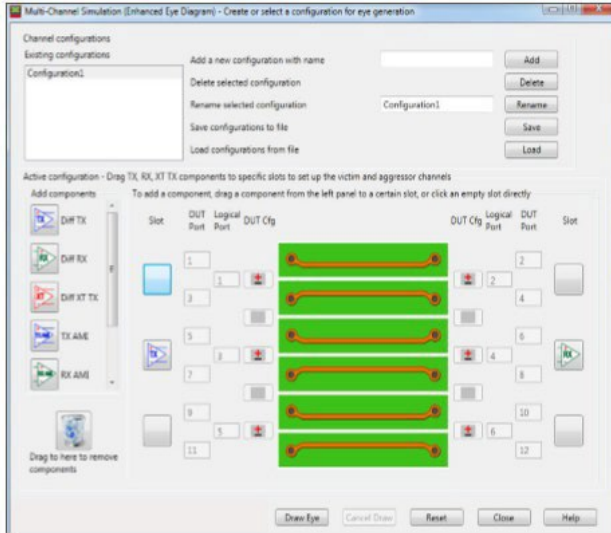 Multi-Channel Simulation (Enhanced Eye Diagram) - Create or select a configuration for eye generation
Channel configurations
Existing configurations
Configuration1
Add a new configuration with name
Add
Delete selected configuration
Delete
Rename selected configuration
Configuration1
Rename
Save configurations to file
Save
Load configurations from file
Load
Active configuration - Drag TX, RX, XT TX components to specific slots to set up the victim and aggressor channels
Add components
To add a component, drag a component from the left panel to a certain slot, or click an empty slot directly
TX Diff TX
RX Diff RX
XT Diff XT TX
TX AMI
RX AMI
Drag to here to remove
components
Slot DUT Port Logical Port DUT Cfg
DUT Cfg Logical Port DUT Port Slot
1 2
1 2
3 4
5 6
TX 3 4 RX
7 8
9 10
5 6
11 12
Draw Eye Cancel Draw Reset Close Help